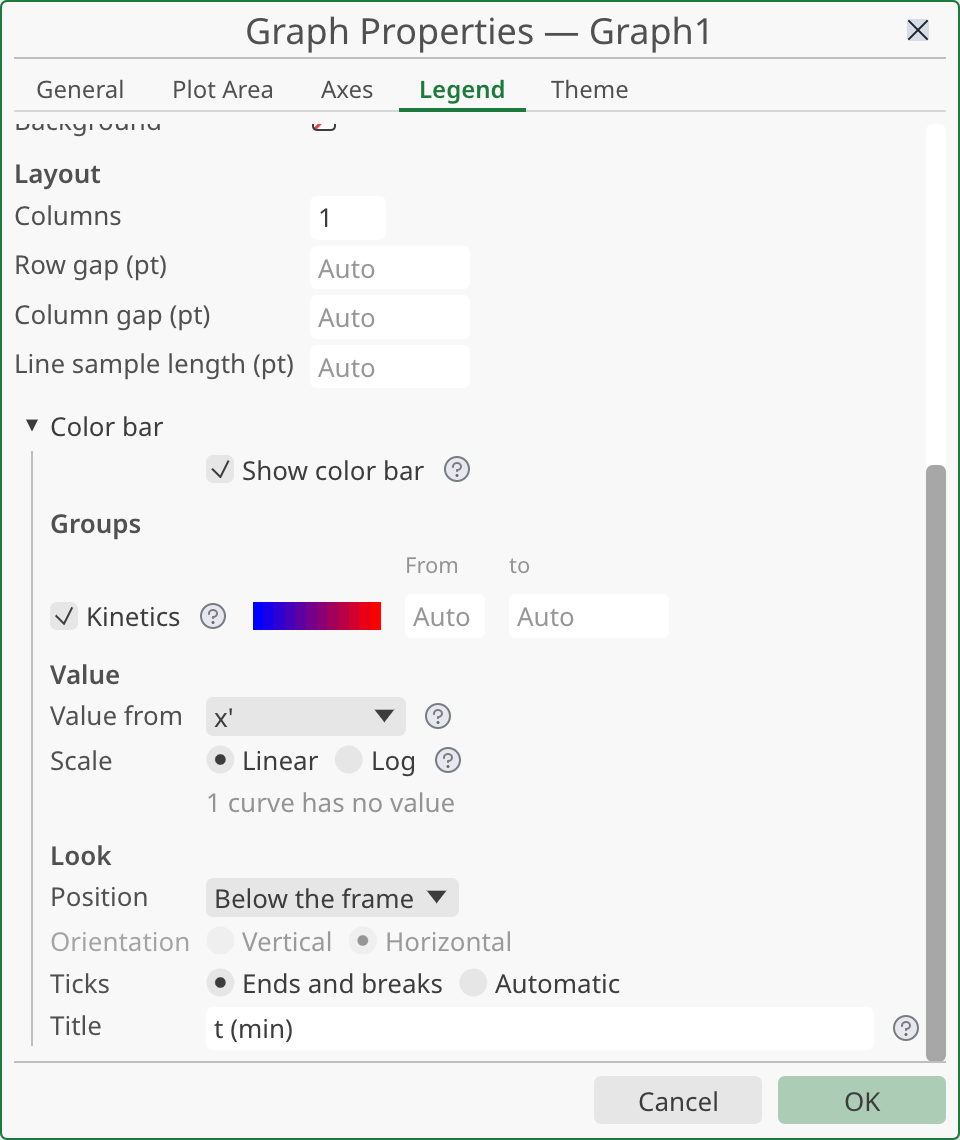 Graph Properties — Graph1
General Plot Area Axes Legend Theme
Background
Layout
Columns 1
Row gap (pt) Auto
Column gap (pt) Auto
Line sample length (pt) Auto
▼ Color bar
Show color bar ?
Groups
From to
Kinetics ? Auto Auto
Value
Value from x' ?
Scale Linear Log ?
1 curve has no value
Look
Position Below the frame
Orientation Vertical Horizontal
Ticks Ends and breaks Automatic
Title t (min) ?
Cancel OK